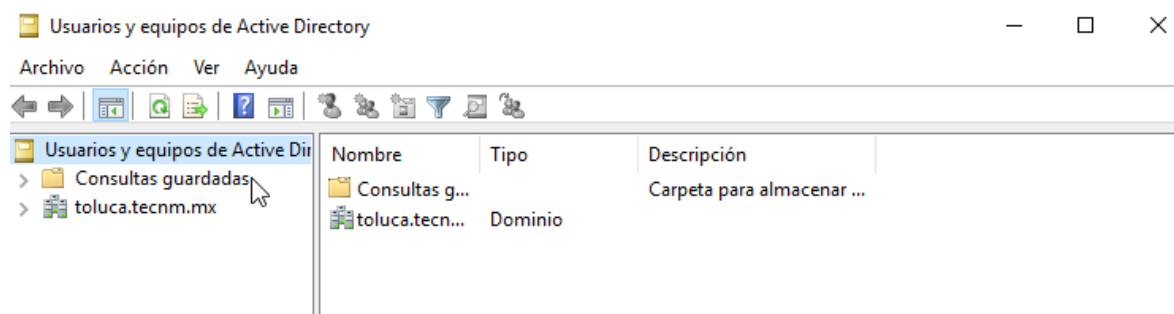 Usuarios y equipos de Active Directory
Archivo Acción Ver Ayuda
Usuarios y equipos de Active Dir
Consultas guardadas
toluca.tecnm.mx
Nombre Tipo Descripción
Consultas g... Carpeta para almacenar ...
toluca.tecn... Dominio